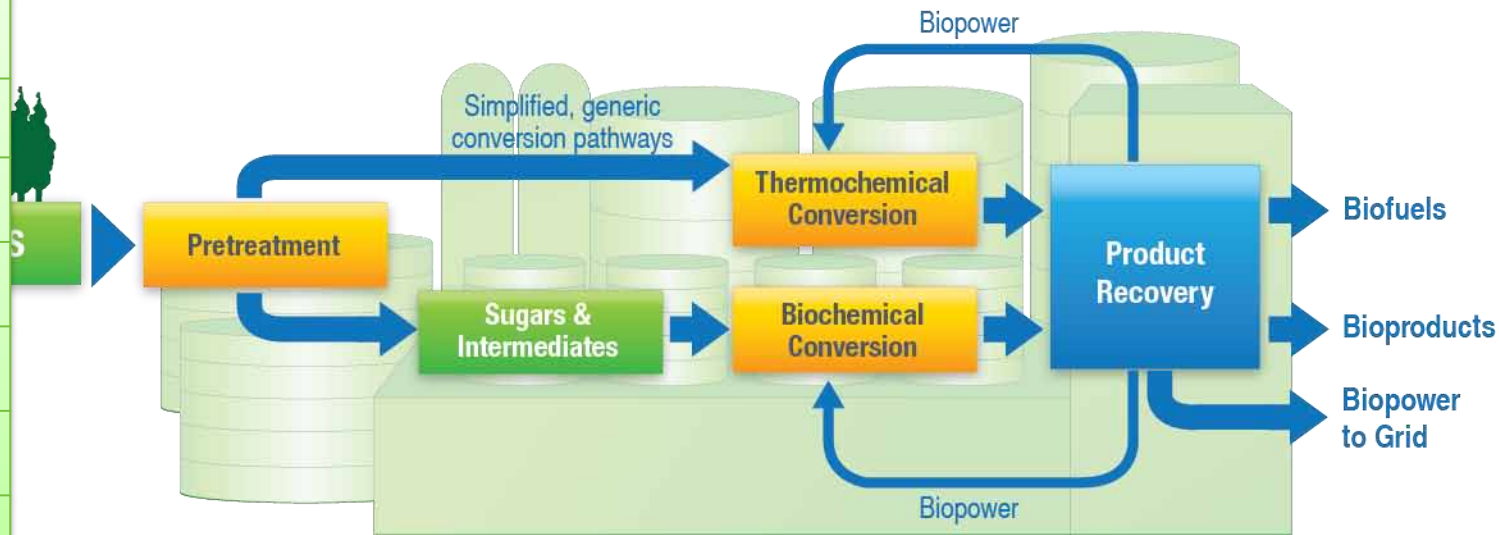 Biopower
Simplified, generic
conversion pathways
Thermochemical
Conversion
S
Pretreatment
Product
Recovery
Biofuels
Sugars &
Intermediates
Biochemical
Conversion
Bioproducts
Biopower
to Grid
Biopower